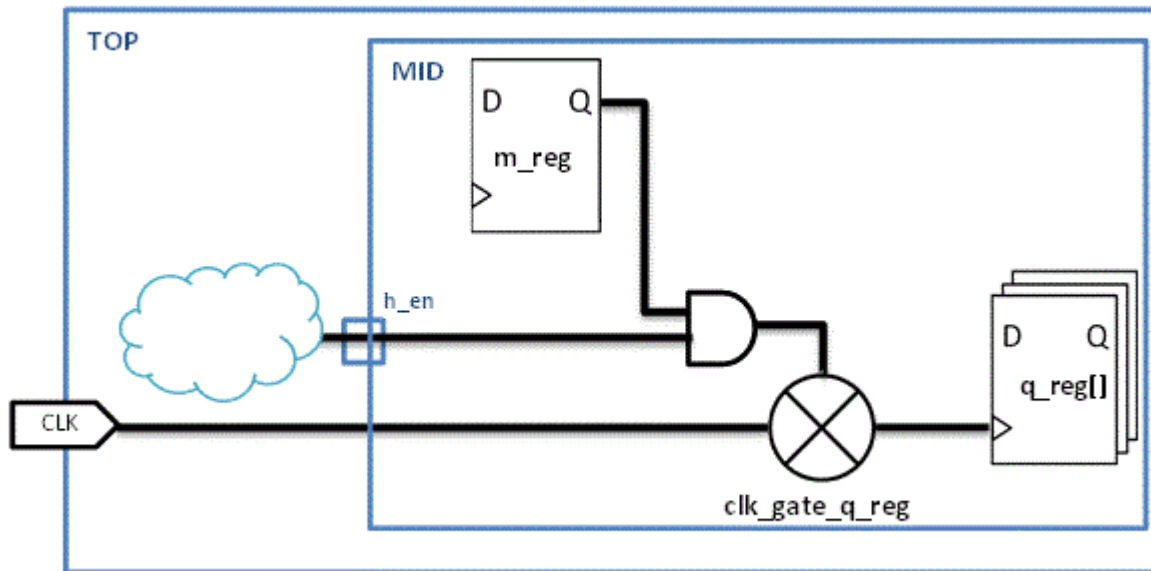 TOP
MID
D Q
m_reg
h_en
D Q
q_reg[]
CLK
clk_gate_q_reg